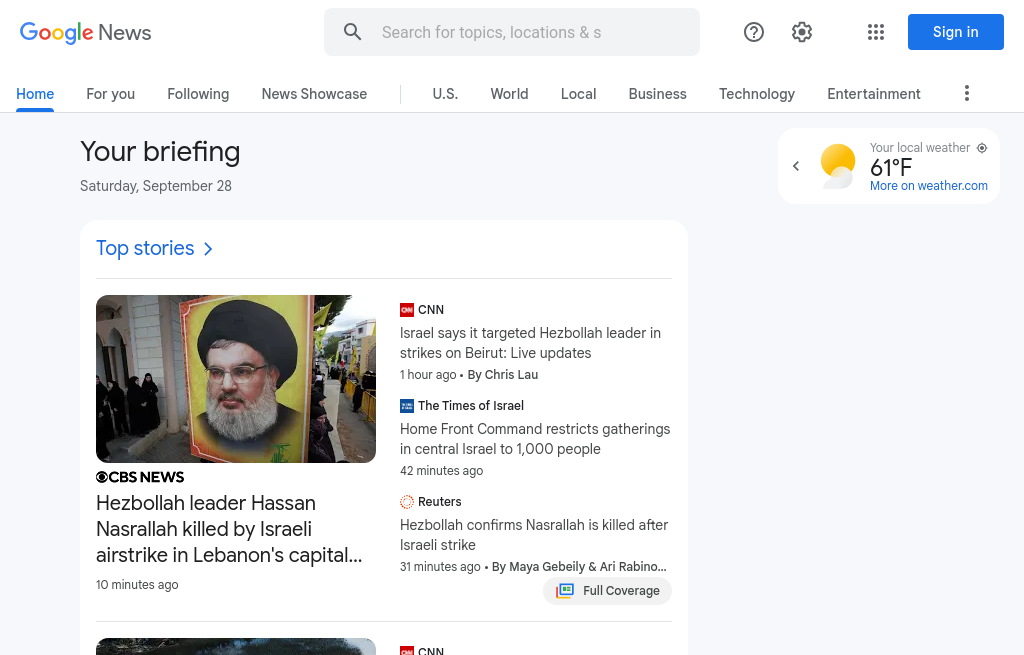 Google News
Search for topics, locations & s
Sign in
Home
For you
Following
News Showcase
U.S.
World
Local
Business
Technology
Entertainment
Your briefing
Saturday, September 28
Your local weather
61°F
More on weather.com
Top stories
CBS NEWS
Hezbollah leader Hassan
Nasrallah killed by Israeli
airstrike in Lebanon's capital...
10 minutes ago
CNN
Israel says it targeted Hezbollah leader in
strikes on Beirut: Live updates
1 hour ago • By Chris Lau
The Times of Israel
Home Front Command restricts gatherings
in central Israel to 1,000 people
42 minutes ago
Reuters
Hezbollah confirms Nasrallah is killed after
Israeli strike
31 minutes ago • By Maya Gebeily & Ari Rabino...
Full Coverage
CNN